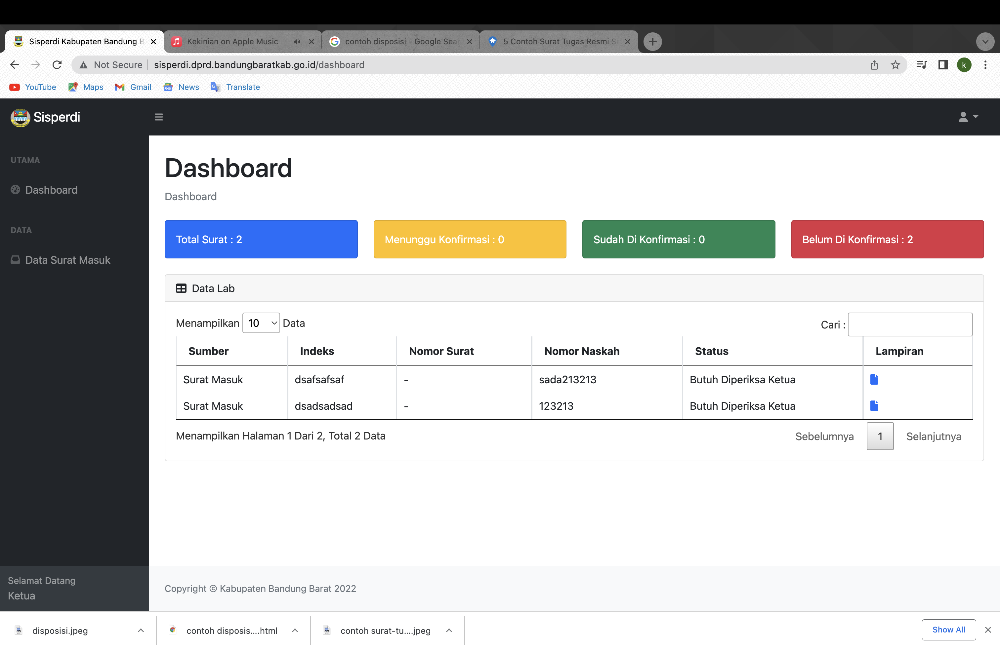 Sisperdi Kabupaten Bandung B
Kekinian on Apple Music
contoh disposisi - Google Sear
5 Contoh Surat Tugas Resmi S
Not Secure
sisperdi.dprd.bandungbaratkab.go.id/dashboard
k
YouTube
Maps
Gmail
News
Translate
Sisperdi
UTAMA
Dashboard
DATA
Data Surat Masuk
Selamat Datang
Ketua
Dashboard
Dashboard
Total Surat : 2
Menunggu Konfirmasi : 0
Sudah Di Konfirmasi : 0
Belum Di Konfirmasi : 2
Data Lab
Menampilkan 10 Data
Cari :
Sumber Indeks Nomor Surat Nomor Naskah Status Lampiran
Surat Masuk dsafsafsaf - sada213213 Butuh Diperiksa Ketua
Surat Masuk dsadsadsad - 123213 Butuh Diperiksa Ketua
Menampilkan Halaman 1 Dari 2, Total 2 Data
Sebelumnya 1 Selanjutnya
Copyright © Kabupaten Bandung Barat 2022
disposisi.jpeg
contoh disposis....html
contoh surat-tu....jpeg
Show All